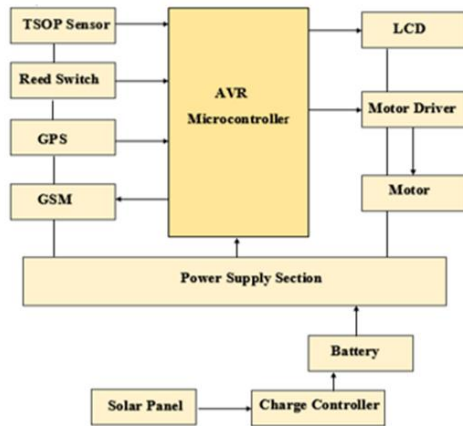 TSOP Sensor
LCD
Reed Switch
AVR
Microcontroller
GPS
Motor Driver
GSM
Motor
Power Supply Section
Battery
Solar Panel
Charge Controller